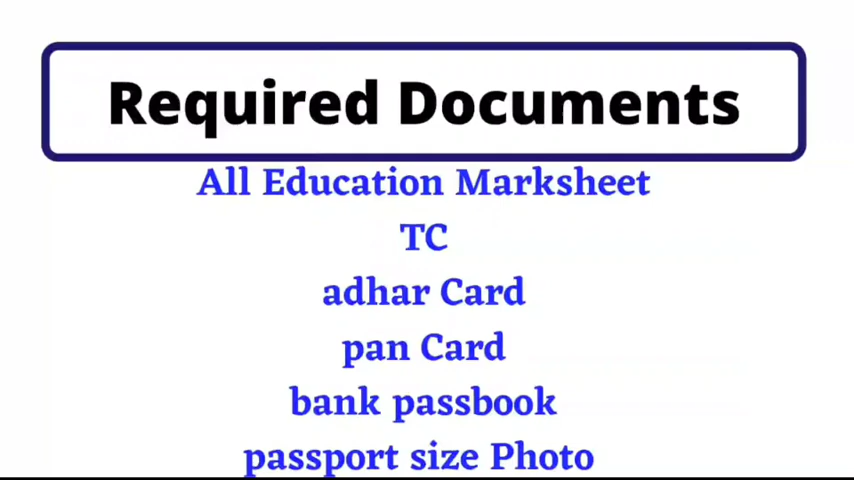 Required Documents
All Education Marksheet
TC
adhar Card
pan Card
bank passbook
passport size Photo